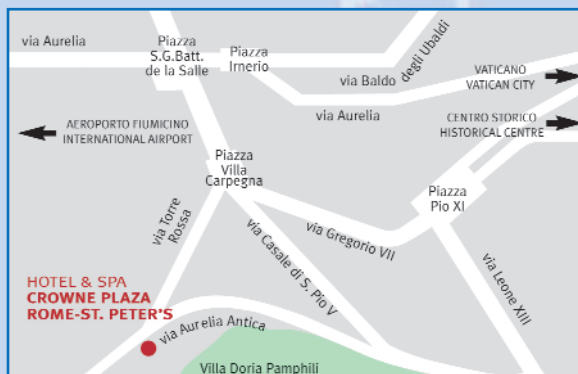 via Aurelia
Piazza
S.G.Batt.
de la Salle
Piazza
Irnerio
via Baldo degli Ubaldi
VATICANO
VATICAN CITY
via Aurelia
AEROPORTO FIUMICINO
INTERNATIONAL AIRPORT
CENTRO STORICO
HISTORICAL CENTRE
Piazza
Villa
Carpegna
Piazza
Pio XI
via Torre
Rossa
via Gregorio VII
via Casale di S. Pio V
via Leone XIII
HOTEL & SPA
CROWNE PLAZA
ROME-ST. PETER'S
via Aurelia Antica
Villa Doria Pamphili